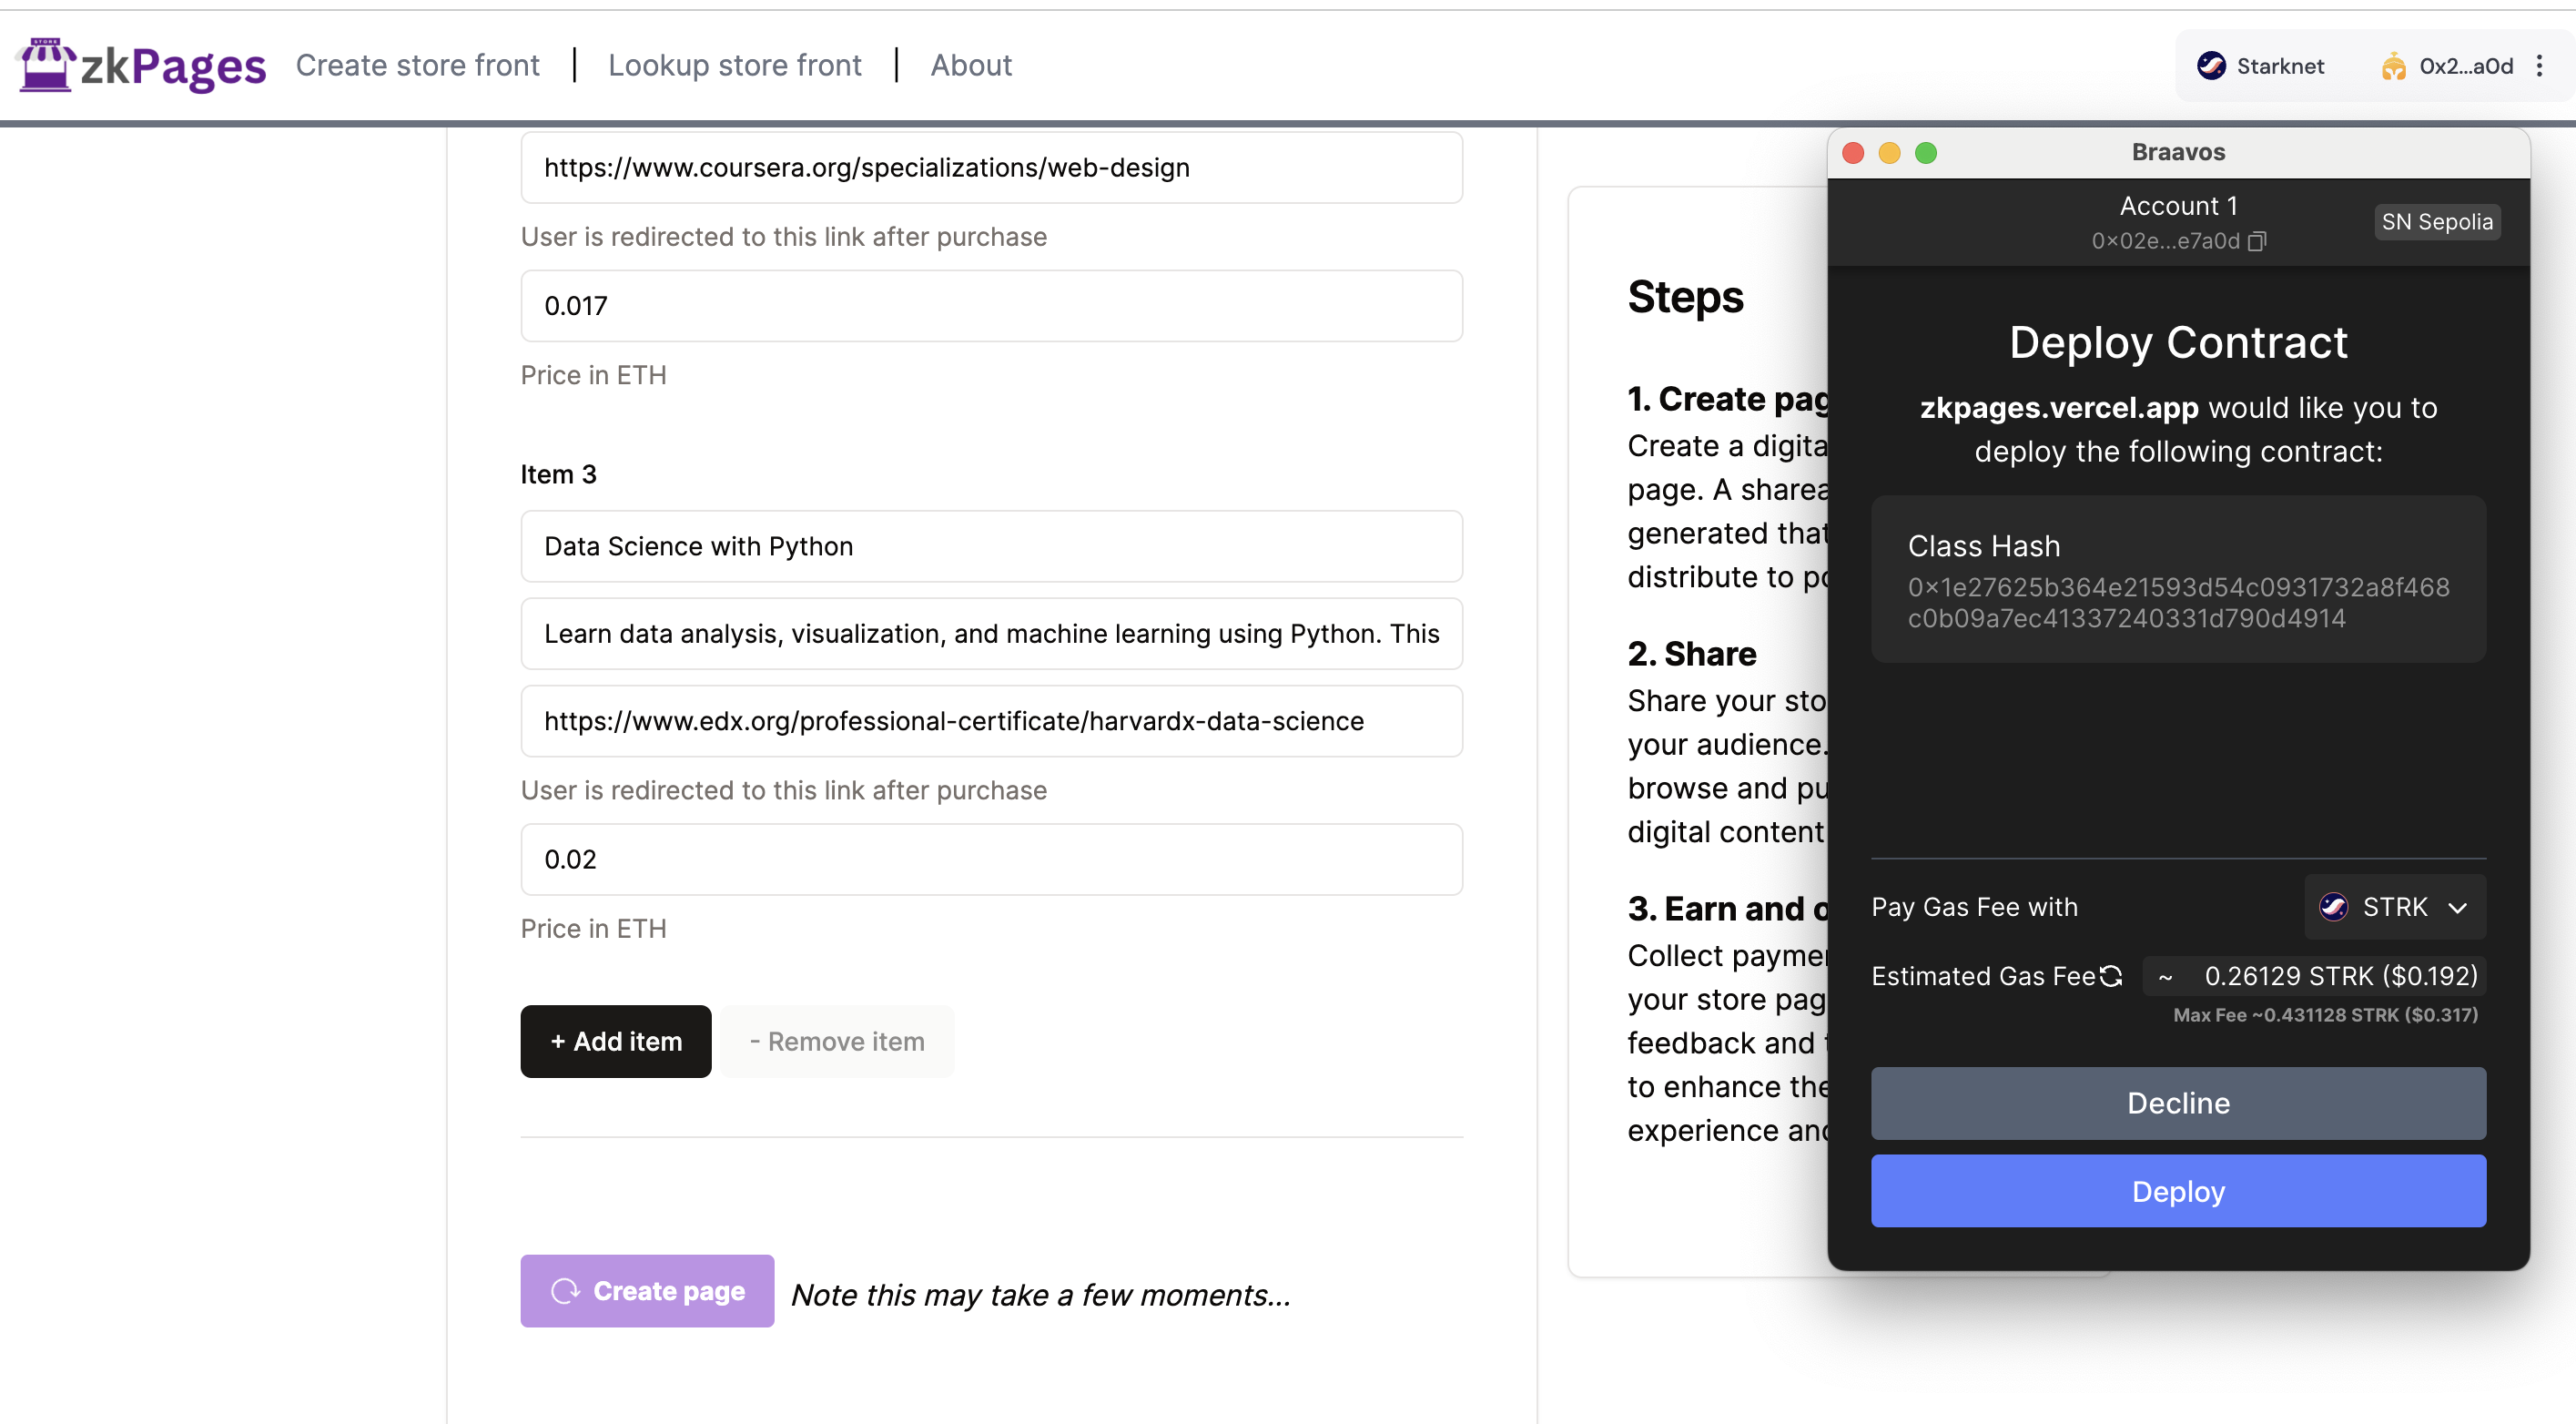 STORE
zkPages
Create store front | Lookup store front | About
Starknet
0x2...a0d
https://www.coursera.org/specializations/web-design
User is redirected to this link after purchase
0.017
Price in ETH
Item 3
Data Science with Python
Learn data analysis, visualization, and machine learning using Python. This
https://www.edx.org/professional-certificate/harvardx-data-science
User is redirected to this link after purchase
0.02
Price in ETH
+ Add item
- Remove item
Create page
Note this may take a few moments...
Steps
1. Create pag
Create a digita
page. A sharea
generated that
distribute to po
2. Share
Share your sto
your audience.
browse and pu
digital content
3. Earn and o
Collect paymen
your store pag
feedback and t
to enhance the
experience and
Braavos
Account 1
0x02e...e7a0d
SN Sepolia
Deploy Contract
zkpages.vercel.app would like you to
deploy the following contract:
Class Hash
0x1e27625b364e21593d54c0931732a8f468
c0b09a7ec41337240331d790d4914
Pay Gas Fee with
STRK
Estimated Gas Fee
~ 0.26129 STRK ($0.192)
Max Fee ~0.431128 STRK ($0.317)
Decline
Deploy